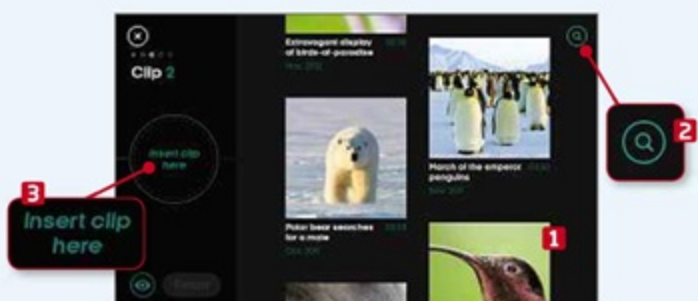 Clip 2
Insert clip
here
3
Insert clip
here
Extravagant display
of birds-of-paradise
Polar bear searches
for a mate
March of the emperor
penguins
1
2